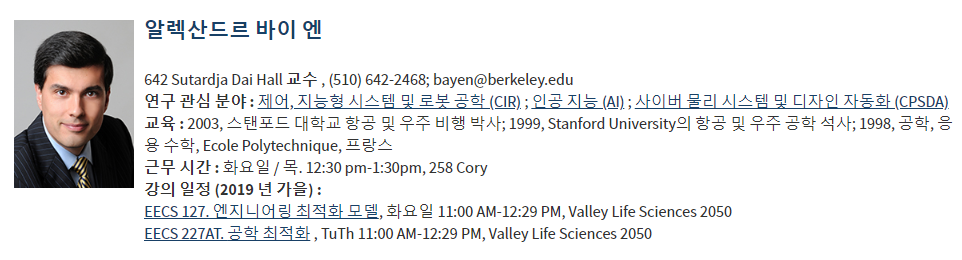 알렉산드르 바이 엔
642 Sutardja Dai Hall 교수 , (510) 642-2468; bayen@berkeley.edu
연구 관심 분야 : 제어, 지능형 시스템 및 로봇 공학 (CIR) ; 인공 지능 (AI) ; 사이버 물리 시스템 및 디자인 자동화 (CPSDA)
교육 : 2003, 스탠포드 대학교 항공 및 우주 비행 박사; 1999, Stanford University의 항공 및 우주 공학 석사; 1998, 공학, 응
용 수학, Ecole Polytechnique, 프랑스
근무 시간 : 화요일 / 목. 12:30 pm-1:30pm, 258 Cory
강의 일정 (2019 년 가을) :
EECS 127. 엔지니어링 최적화 모델, 화요일 11:00 AM-12:29 PM, Valley Life Sciences 2050
EECS 227AT. 공학 최적화 , TuTh 11:00 AM-12:29 PM, Valley Life Sciences 2050